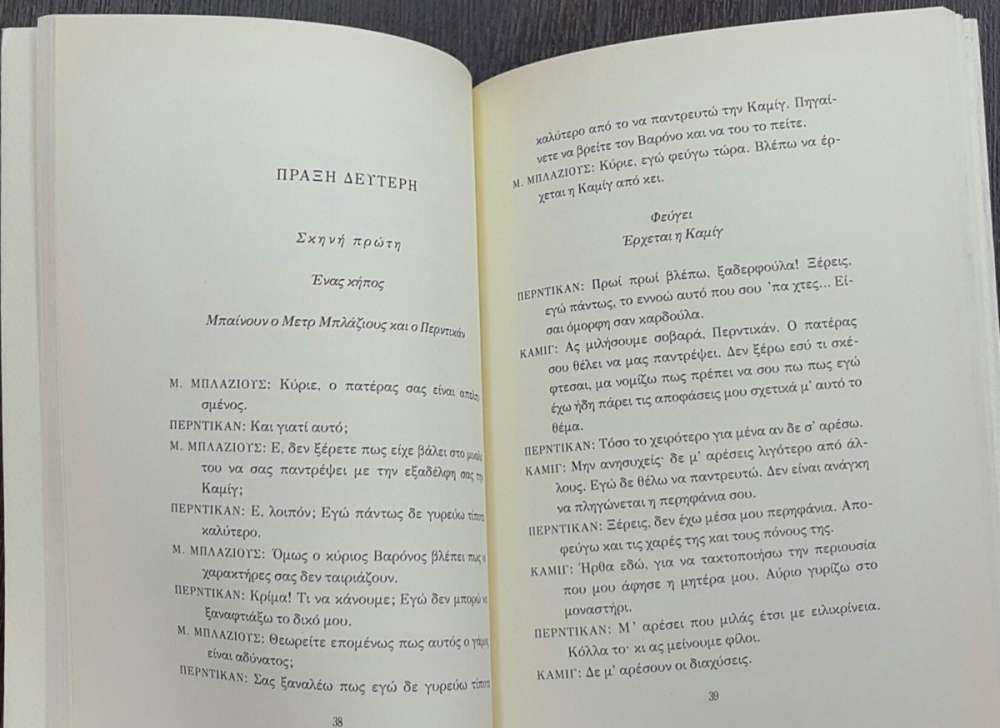 ΠΡΑΞΗ ΔΕΥΤΕΡΗ
Σκηνή πρώτη
Ένας κήπος
Μπαίνουν ο Μετρ Μπλάζιους και ο Περντικάν
Μ. ΜΠΛΑΖΙΟΥΣ: Κύριε, ο πατέρας σας είναι απελπι-
σμένος.
ΠΕΡΝΤΙΚΑΝ: Και γιατί αυτό;
Μ. ΜΠΛΑΖΙΟΥΣ: Ε, δεν ξέρετε πως είχε βάλει στο μυαλό
του να σας παντρέψει με την εξαδέλφη σας την
Καμίγ;
ΠΕΡΝΤΙΚΑΝ: Ε, λοιπόν; Εγώ πάντως δε γυρεύω τίποτα
καλύτερο.
Μ. ΜΠΛΑΖΙΟΥΣ: Όμως ο κύριος Βαρόνος βλέπει πως οι
χαρακτήρες σας δεν ταιριάζουν.
ΠΕΡΝΤΙΚΑΝ: Κρίμα! Τι να κάνουμε; Εγώ δεν μπορώ να
ξαναφτιάξω το δικό μου.
Μ. ΜΠΛΑΖΙΟΥΣ: Θεωρείτε επομένως πως αυτός ο γάμος
είναι αδύνατος;
ΠΕΡΝΤΙΚΑΝ: Σας ξαναλέω πως εγώ δε γυρεύω τίποτα
38
καλύτερο από το να παντρευτώ την Καμίγ. Πηγαί-
νετε να βρείτε τον Βαρόνο και να του το πείτε.
Μ. ΜΠΛΑΖΙΟΥΣ: Κύριε, εγώ φεύγω τώρα. Βλέπω να έρ-
χεται η Καμίγ από κει.
Φεύγει
Έρχεται η Καμίγ
ΠΕΡΝΤΙΚΑΝ: Πρωί πρωί βλέπω, ξαδερφούλα! Ξέρεις,
εγώ πάντως, το εννοώ αυτό που σου 'πα χτες... Εί-
σαι όμορφη σαν καρδούλα.
ΚΑΜΙΓ: Ας μιλήσουμε σοβαρά, Περντικάν. Ο πατέρας
σου θέλει να μας παντρέψει. Δεν ξέρω εσύ τι σκέ-
φτεσαι, μα νομίζω πως πρέπει να σου πω πως εγώ
έχω ήδη πάρει τις αποφάσεις μου σχετικά μ' αυτό το
θέμα.
ΠΕΡΝΤΙΚΑΝ: Τόσο το χειρότερο για μένα αν δε σ' αρέσω.
ΚΑΜΙΓ: Μην ανησυχείς· δε μ' αρέσεις λιγότερο από άλ-
λους. Εγώ δε θέλω να παντρευτώ. Δεν είναι ανάγκη
να πληγώνεται η περηφάνια σου.
ΠΕΡΝΤΙΚΑΝ: Ξέρεις, δεν έχω μέσα μου περηφάνια. Απο-
φεύγω και τις χαρές της και τους πόνους της.
ΚΑΜΙΓ: Ήρθα εδώ, για να τακτοποιήσω την περιουσία
που μου άφησε η μητέρα μου. Αύριο γυρίζω στο
μοναστήρι.
ΠΕΡΝΤΙΚΑΝ: Μ' αρέσει που μιλάς έτσι με ειλικρίνεια.
Κόλλα το· κι ας μείνουμε φίλοι.
ΚΑΜΙΓ: Δε μ' αρέσουν οι διαχύσεις.
39